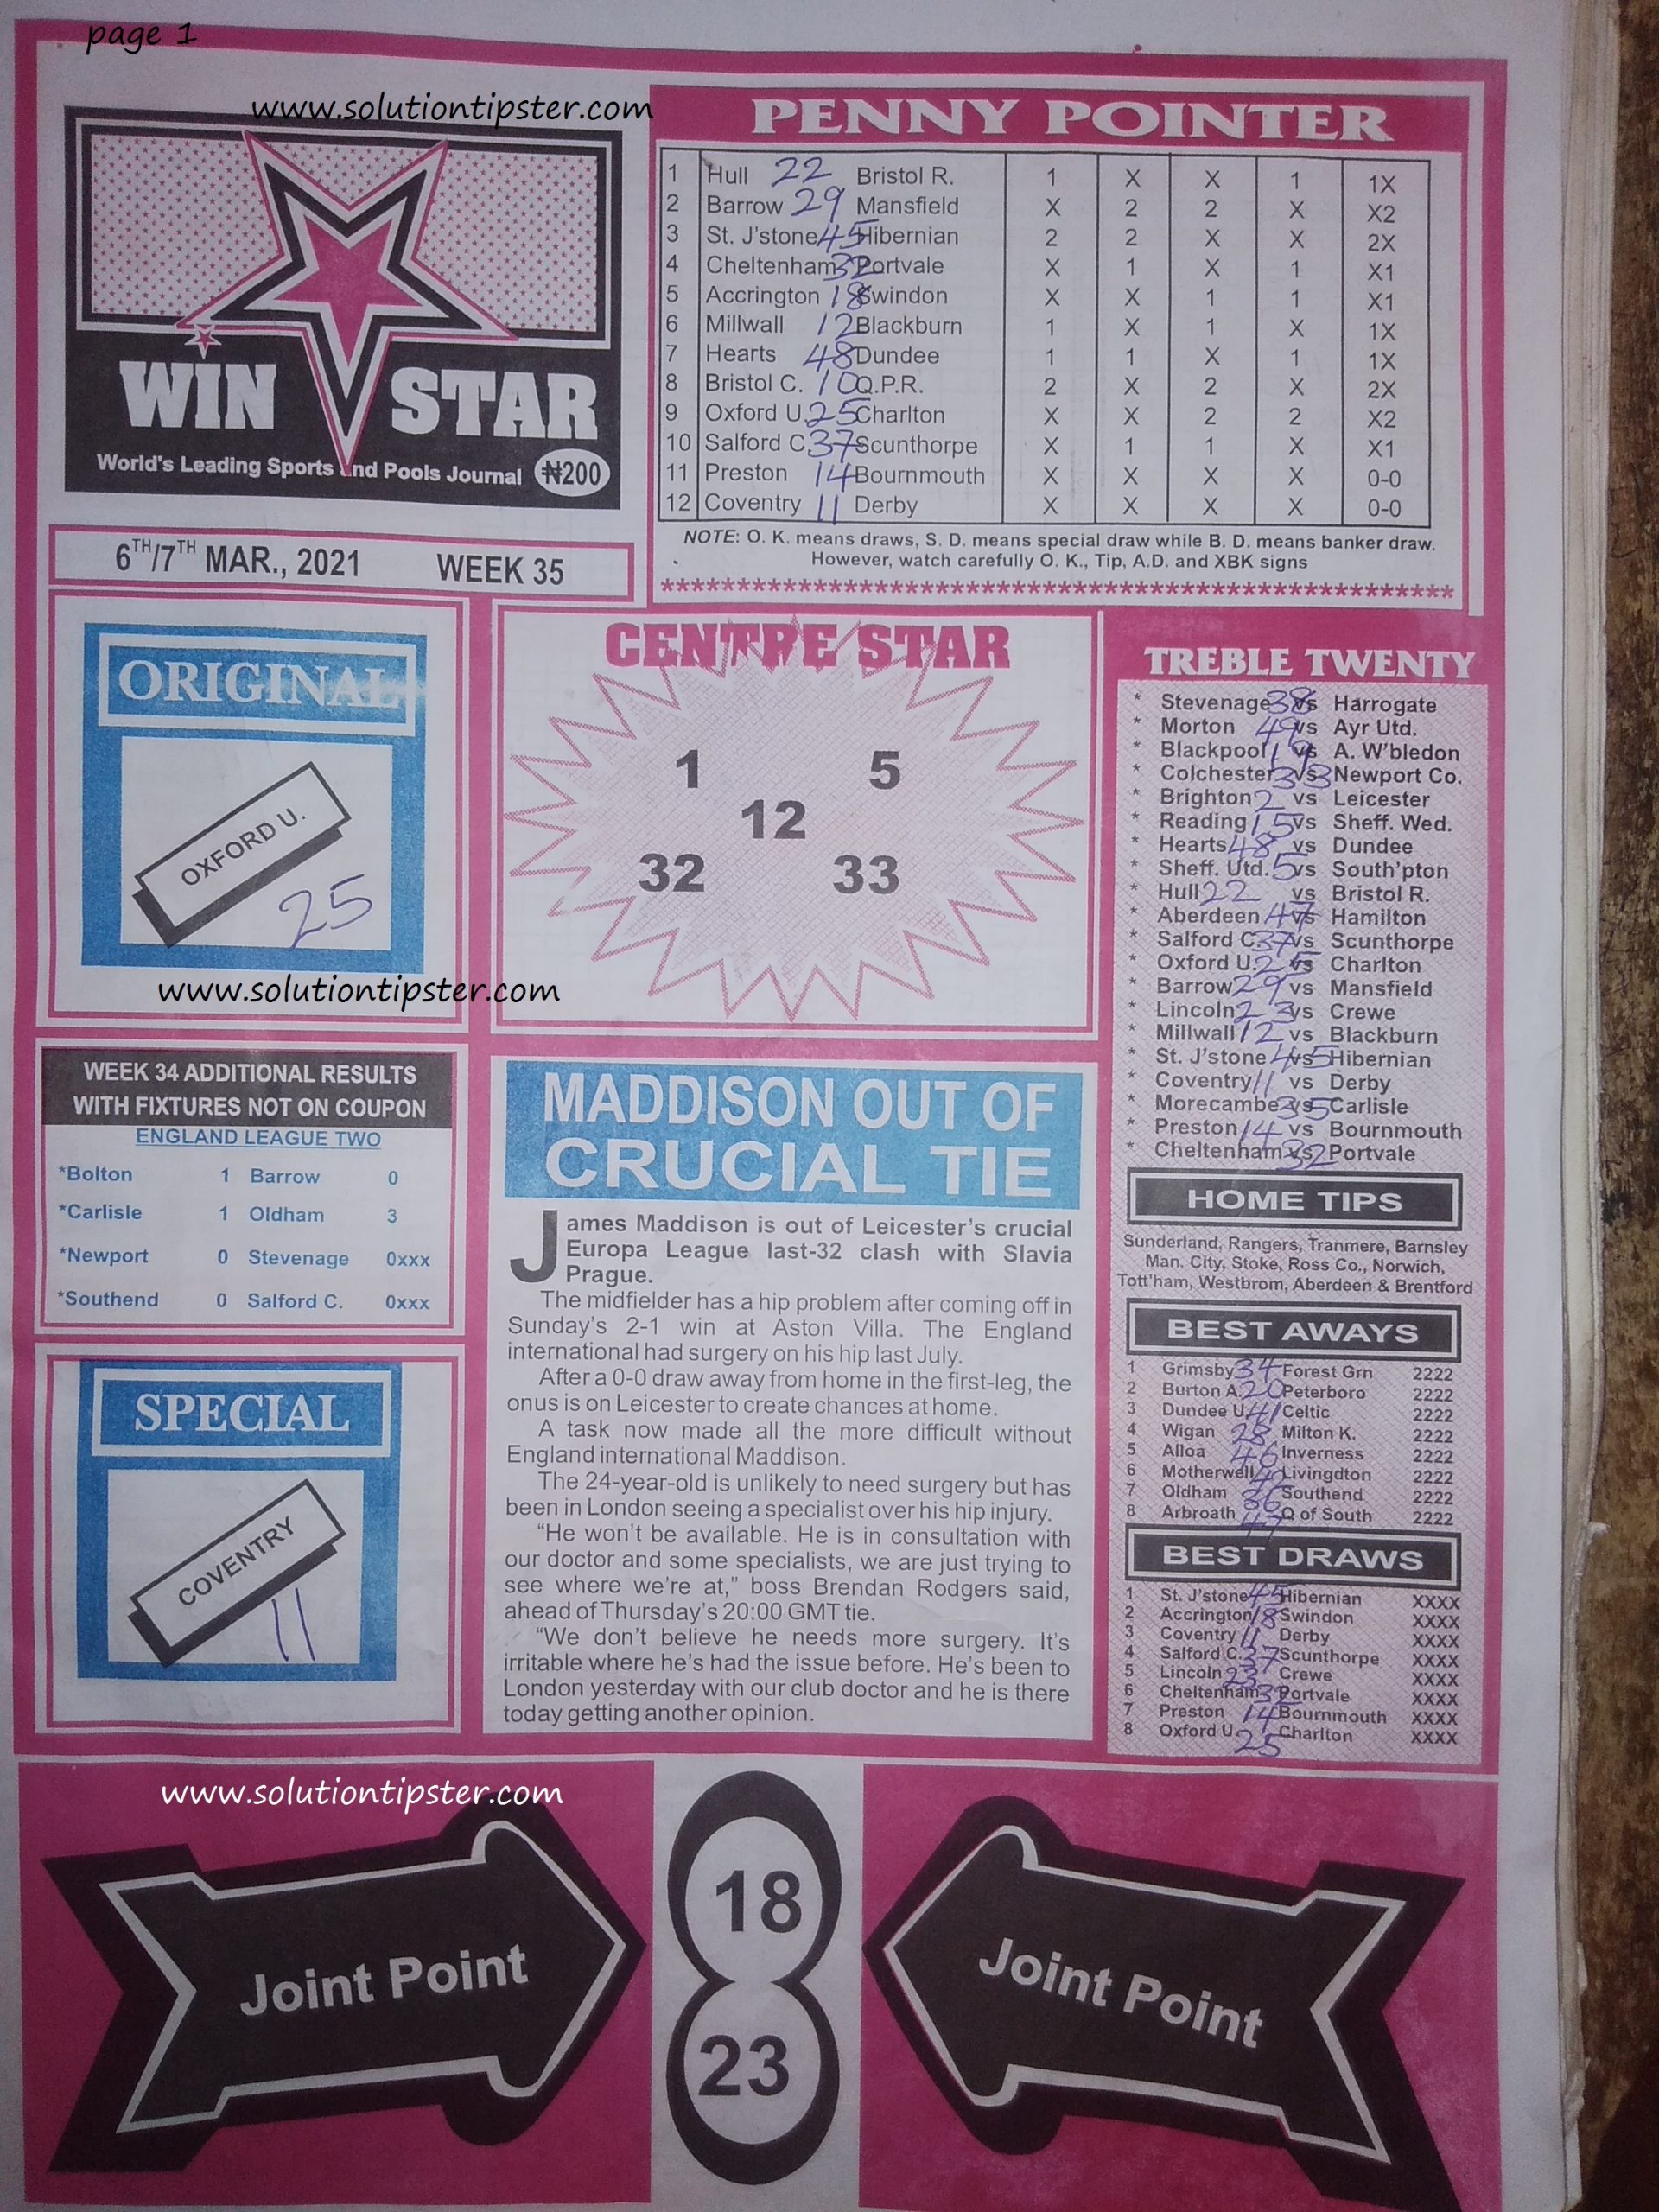 page 1
www.solutiontipster.com
WIN STAR
World's Leading Sports and Pools Journal ₦200
6TH/7TH MAR., 2021 WEEK 35
PENNY POINTER
1 Hull 22 Bristol R. 1 X X 1 1X
2 Barrow 29 Mansfield X 2 2 X X2
3 St. J'stone 45 Hibernian 2 2 X X 2X
4 Cheltenham 32 Portvale X 1 X 1 X1
5 Accrington 18 Swindon X X 1 1 X1
6 Millwall 12 Blackburn 1 X 1 X 1X
7 Hearts 48 Dundee 1 1 X 1 1X
8 Bristol C. 10 Q.P.R. 2 X 2 X 2X
9 Oxford U. 25 Charlton X X 2 2 X2
10 Salford C 37 Scunthorpe X 1 1 X X1
11 Preston 14 Bournmouth X X X X 0-0
12 Coventry 11 Derby X X X X 0-0
NOTE: O. K. means draws, S. D. means special draw while B. D. means banker draw.
However, watch carefully O. K., Tip, A.D. and XBK signs
ORIGINAL
OXFORD U.
25
www.solutiontipster.com
CENTRE STAR
1 5
12
32 33
TREBLE TWENTY
* Stevenage 38 vs Harrogate
* Morton 49 vs Ayr Utd.
* Blackpool 19 vs A. W'bledon
* Colchester 33 vs Newport Co.
* Brighton 2 vs Leicester
* Reading 15 vs Sheff. Wed.
* Hearts 48 vs Dundee
* Sheff. Utd. 5 vs South'pton
* Hull 22 vs Bristol R.
* Aberdeen 47 vs Hamilton
* Salford C. 37 vs Scunthorpe
* Oxford U. 25 vs Charlton
* Barrow 29 vs Mansfield
* Lincoln 23 vs Crewe
* Millwall 12 vs Blackburn
* St. J'stone 45 vs Hibernian
* Coventry 11 vs Derby
* Morecambe 35 vs Carlisle
* Preston 14 vs Bournmouth
* Cheltenham 32 vs Portvale
HOME TIPS
Sunderland, Rangers, Tranmere, Barnsley
Man. City, Stoke, Ross Co., Norwich,
Tott'ham, Westbrom, Aberdeen & Brentford
BEST AWAYS
1 Grimsby 34 Forest Grn 2222
2 Burton A. 20 Peterboro 2222
3 Dundee U. 41 Celtic 2222
4 Wigan 28 Milton K. 2222
5 Alloa 46 Inverness 2222
6 Motherwell 42 Livingdton 2222
7 Oldham 36 Southend 2222
8 Arbroath Q of South 2222
BEST DRAWS
1 St. J'stone 45 Hibernian XXXX
2 Accrington 18 Swindon XXXX
3 Coventry 11 Derby XXXX
4 Salford C. 37 Scunthorpe XXXX
5 Lincoln 23 Crewe XXXX
6 Cheltenham 32 Portvale XXXX
7 Preston 14 Bournmouth XXXX
8 Oxford U. 25 Charlton XXXX
WEEK 34 ADDITIONAL RESULTS
WITH FIXTURES NOT ON COUPON
ENGLAND LEAGUE TWO
*Bolton 1 Barrow 0
*Carlisle 1 Oldham 3
*Newport 0 Stevenage 0xxx
*Southend 0 Salford C. 0xxx
SPECIAL
COVENTRY
11
MADDISON OUT OF
CRUCIAL TIE
James Maddison is out of Leicester's crucial
Europa League last-32 clash with Slavia
Prague.
The midfielder has a hip problem after coming off in
Sunday's 2-1 win at Aston Villa. The England
international had surgery on his hip last July.
After a 0-0 draw away from home in the first-leg, the
onus is on Leicester to create chances at home.
A task now made all the more difficult without
England international Maddison.
The 24-year-old is unlikely to need surgery but has
been in London seeing a specialist over his hip injury.
"He won't be available. He is in consultation with
our doctor and some specialists, we are just trying to
see where we're at," boss Brendan Rodgers said,
ahead of Thursday's 20:00 GMT tie.
"We don't believe he needs more surgery. It's
irritable where he's had the issue before. He's been to
London yesterday with our club doctor and he is there
today getting another opinion.
www.solutiontipster.com
Joint Point
18
23
Joint Point